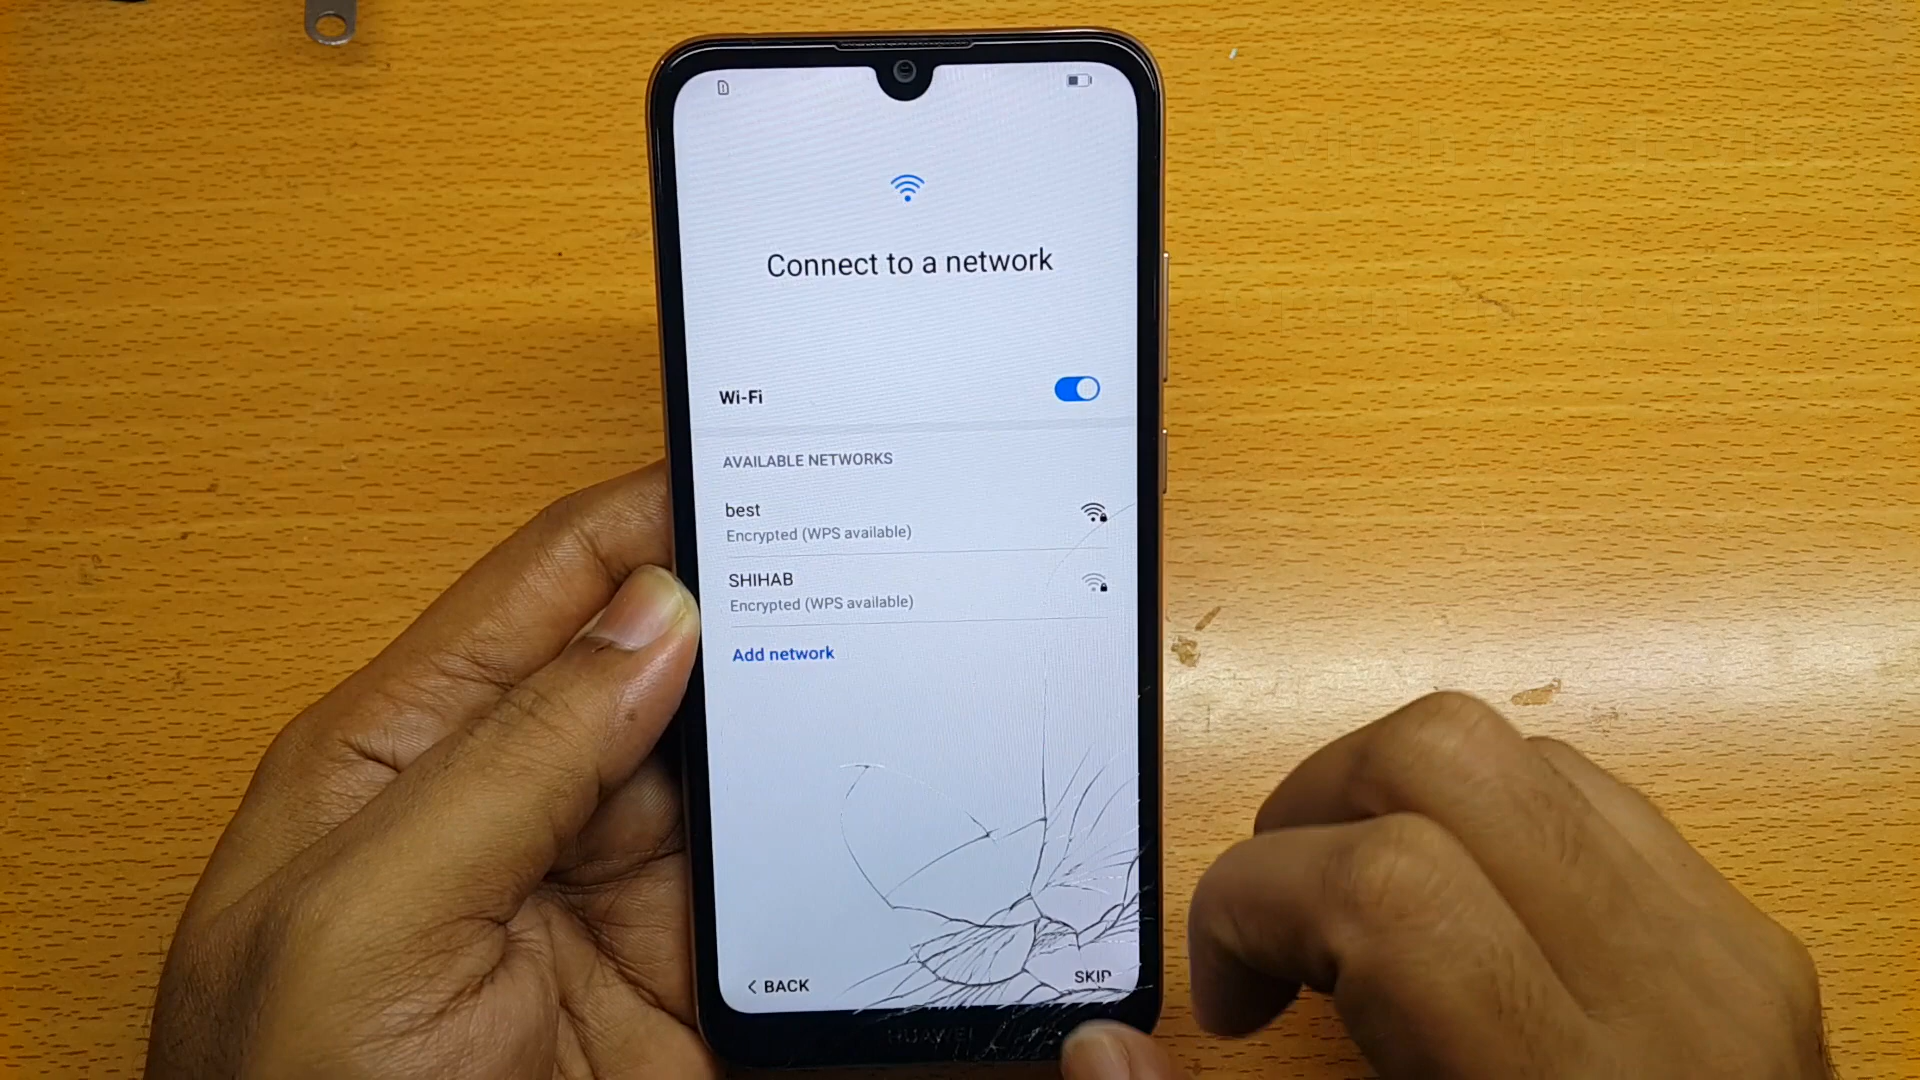 Connect to a network
Wi-Fi
AVAILABLE NETWORKS
best
Encrypted (WPS available)
SHIHAB
Encrypted (WPS available)
Add network
< BACK
SKIP
HUAWEI